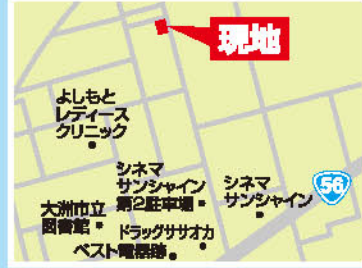 現地
よしもと
レディース
クリニック
シネマ
サンシャイン
第2駐車場
シネマ
サンシャイン
56
大洲市立
図書館
ドラッグササオカ
ベスト電器跡